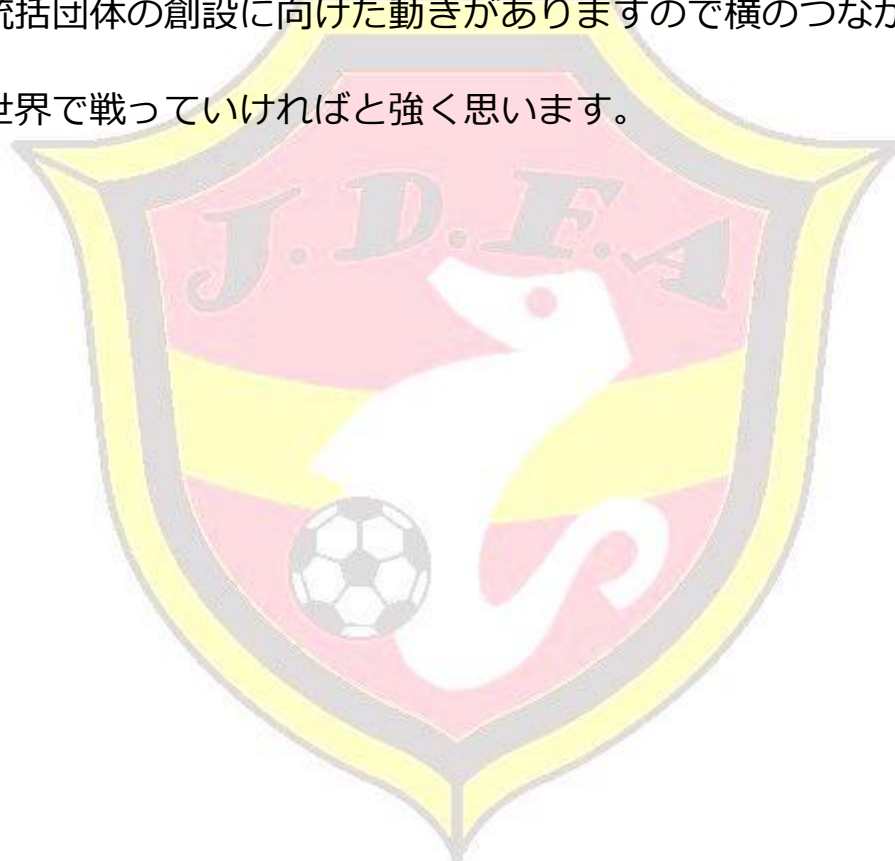 統括団体の創設に向けた動きがありますので横のつなが
世界で戦っていければと強く思います。
J.D.F.A